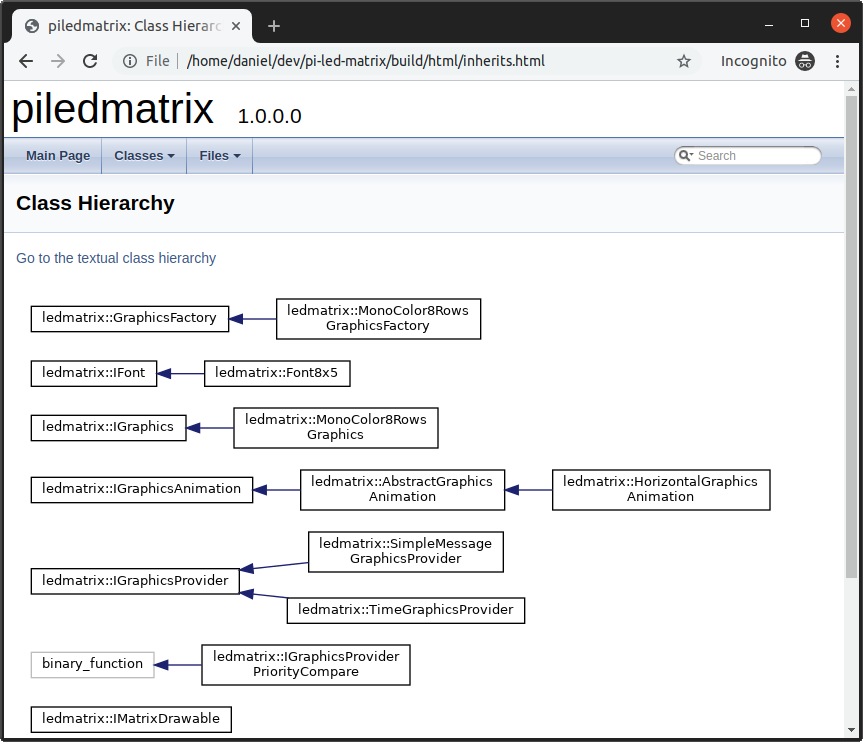 piledmatrix: Class Hierarc
File
/home/daniel/dev/pi-led-matrix/build/html/inherits.html
Incognito
piledmatrix 1.0.0.0
Main Page
Classes
Files
Search
Class Hierarchy
Go to the textual class hierarchy
ledmatrix::GraphicsFactory
ledmatrix::MonoColor8Rows
GraphicsFactory
ledmatrix::IFont
ledmatrix::Font8x5
ledmatrix::IGraphics
ledmatrix::MonoColor8Rows
Graphics
ledmatrix::IGraphicsAnimation
ledmatrix::AbstractGraphics
Animation
ledmatrix::HorizontalGraphics
Animation
ledmatrix::IGraphicsProvider
ledmatrix::SimpleMessage
GraphicsProvider
ledmatrix::TimeGraphicsProvider
binary_function
ledmatrix::IGraphicsProvider
PriorityCompare
ledmatrix::IMatrixDrawable